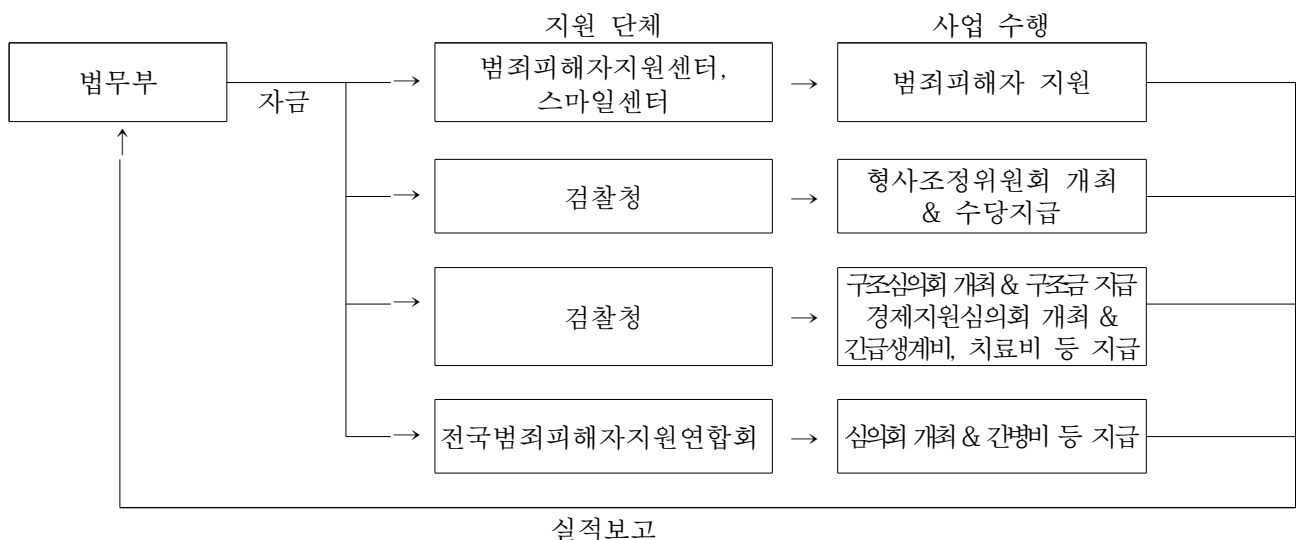 지원 단체
사업 수행
법무부
자금
→
범죄피해자지원센터,
스마일센터
→
범죄피해자 지원
→
검찰청
→
형사조정위원회 개최
& 수당지급
→
검찰청
→
구조심의회 개최 & 구조금 지급
경제지원심의회 개최 &
긴급생계비, 치료비 등 지급
→
전국범죄피해자지원연합회
→
심의회 개최 & 간병비 등 지급
↑
실적보고